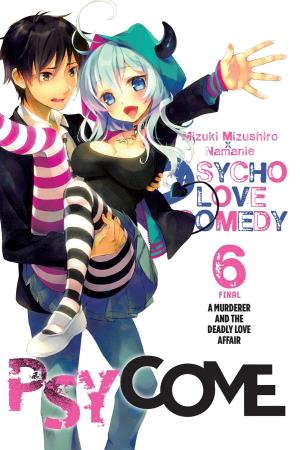 Mizuki Mizushiro
×
Namanie
PSYCHO
LOVE
COMEDY
6
FINAL
A MURDERER
AND THE
DEADLY LOVE
AFFAIR
PSYCOME